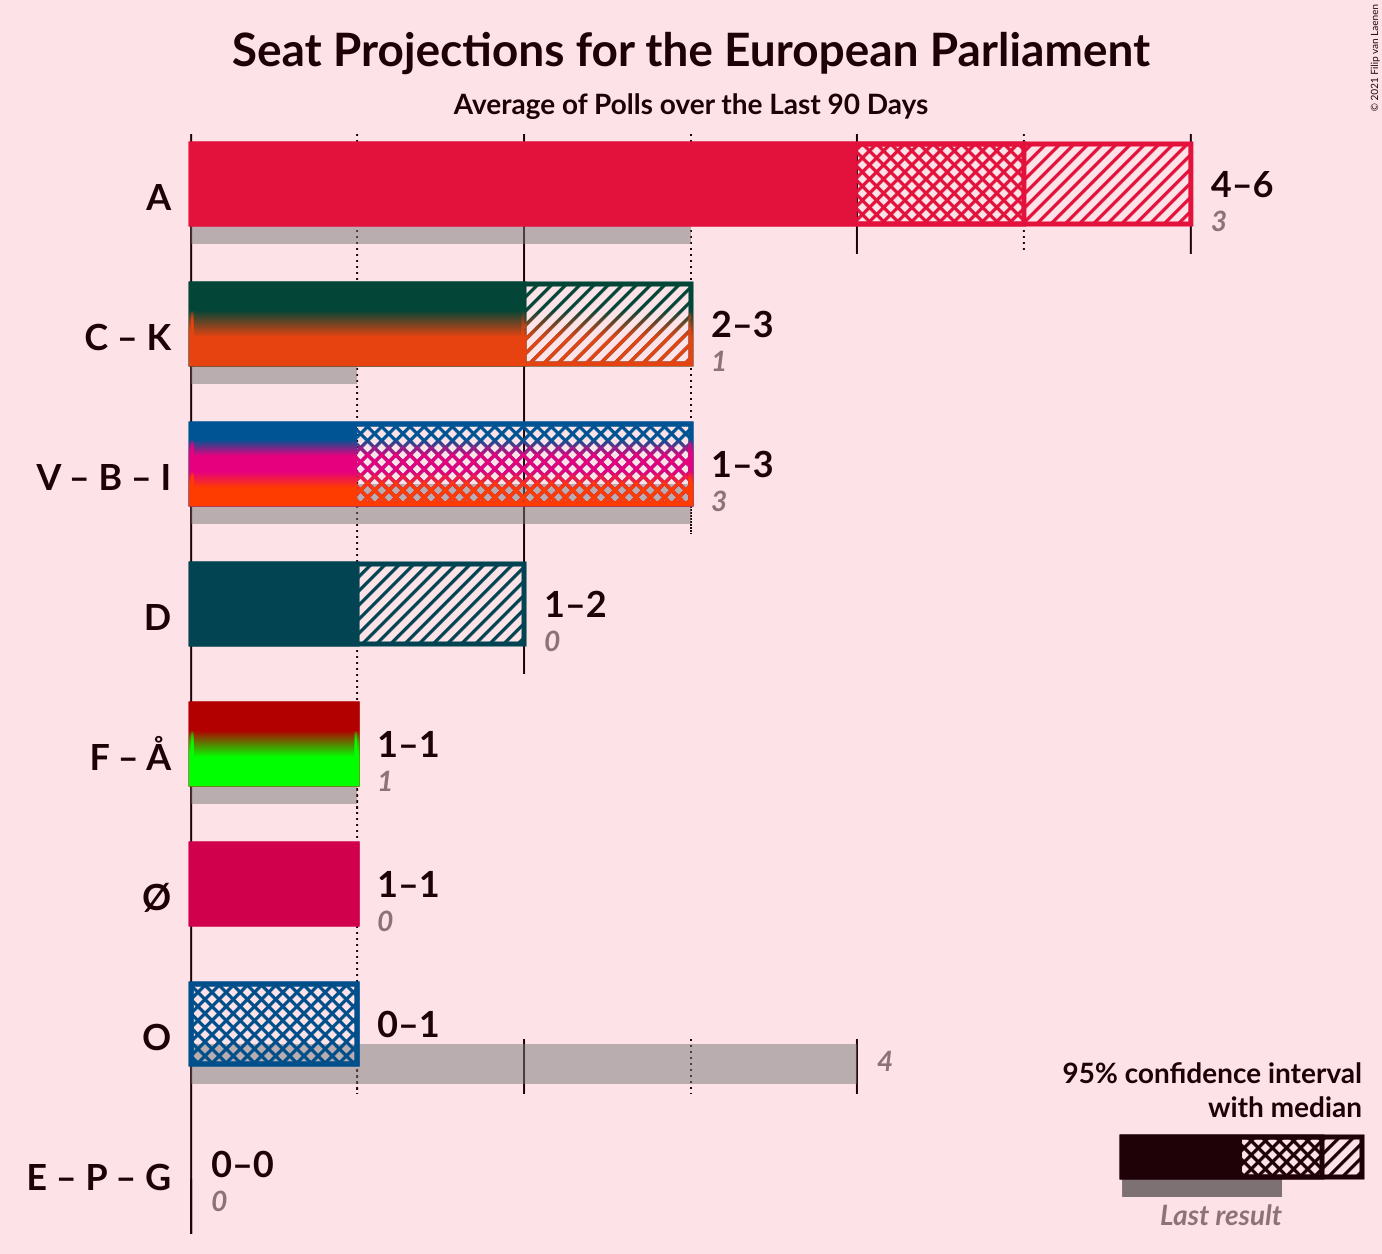 Seat Projections for the European Parliament
Average of Polls over the Last 90 Days
© 2021 Filip van Laenen
A
4–6
3
C – K
2–3
1
V – B – I
1–3
3
D
1–2
0
F – Å
1–1
1
Ø
1–1
0
O
0–1
4
E – P – G
0–0
0
95% confidence interval
with median
Last result